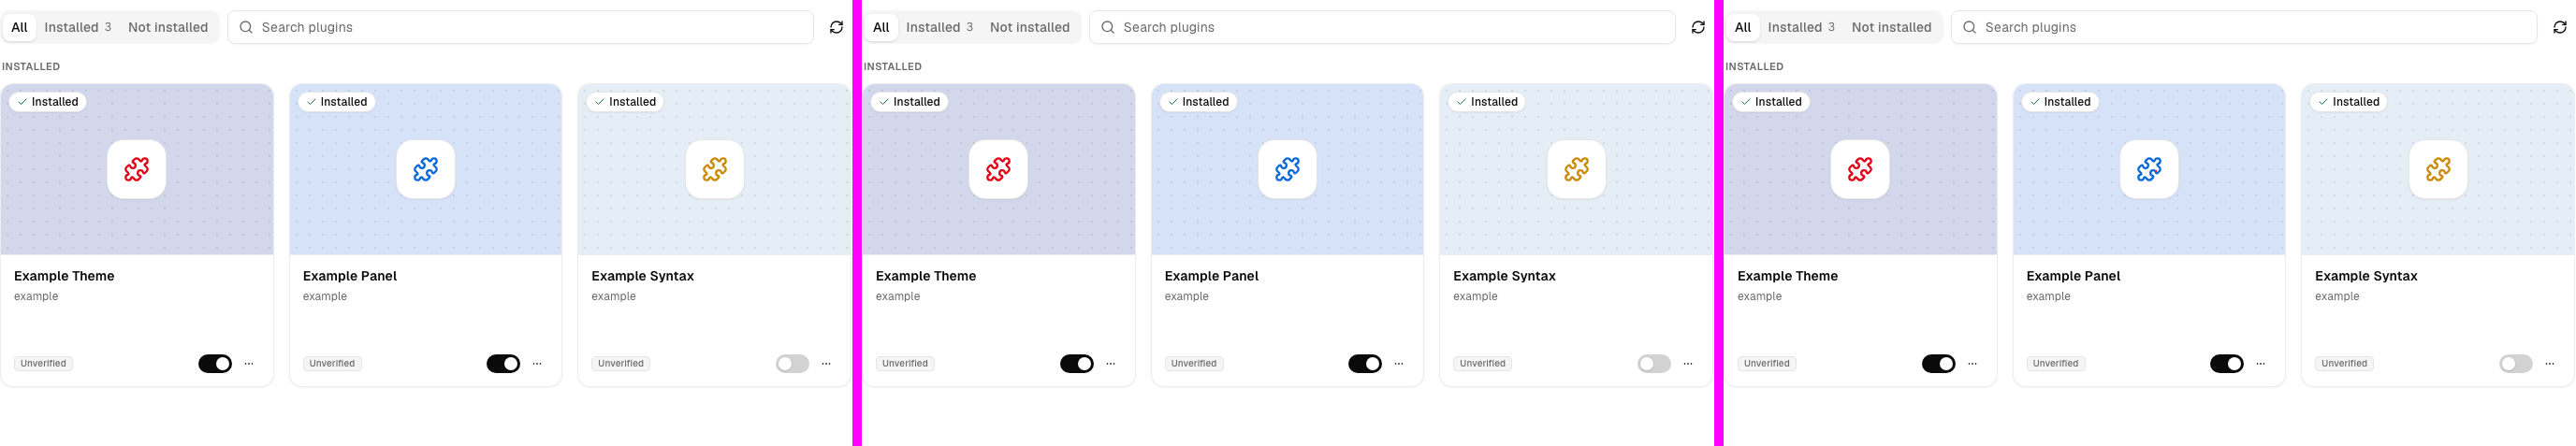 All Installed 3 Not installed Search plugins
INSTALLED
Installed Installed Installed
Example Theme Example Panel Example Syntax
example example example
Unverified Unverified Unverified
All Installed 3 Not installed Search plugins
INSTALLED
Installed Installed Installed
Example Theme Example Panel Example Syntax
example example example
Unverified Unverified Unverified
All Installed 3 Not installed Search plugins
INSTALLED
Installed Installed Installed
Example Theme Example Panel Example Syntax
example example example
Unverified Unverified Unverified